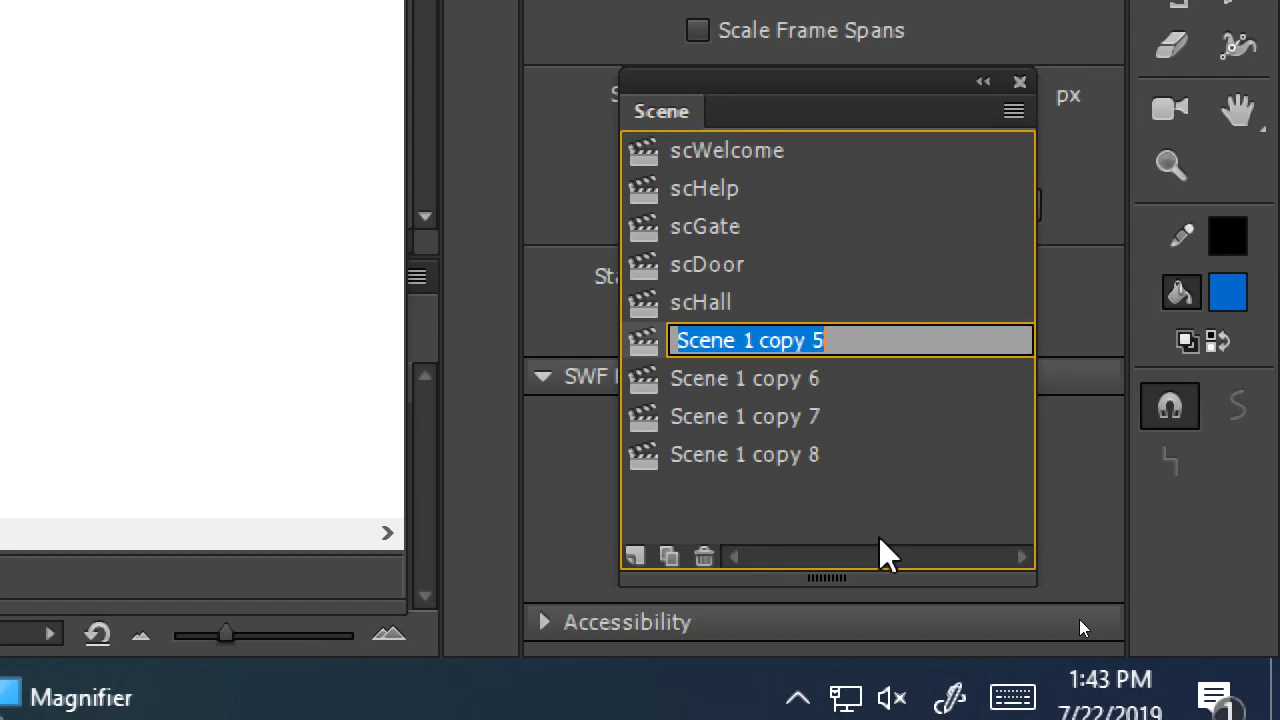 Scale Frame Spans
px
Scene
scWelcome
scHelp
scGate
scDoor
scHall
Scene 1 copy 5
Scene 1 copy 6
Scene 1 copy 7
Scene 1 copy 8
SWF
Accessibility
Magnifier
1:43 PM
7/22/2019
1